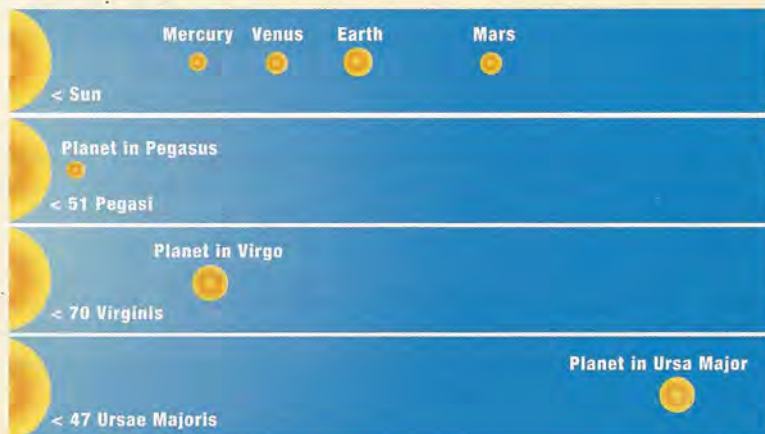 Mercury Venus Earth Mars
< Sun
Planet in Pegasus
< 51 Pegasi
Planet in Virgo
< 70 Virginis
Planet in Ursa Major
< 47 Ursae Majoris